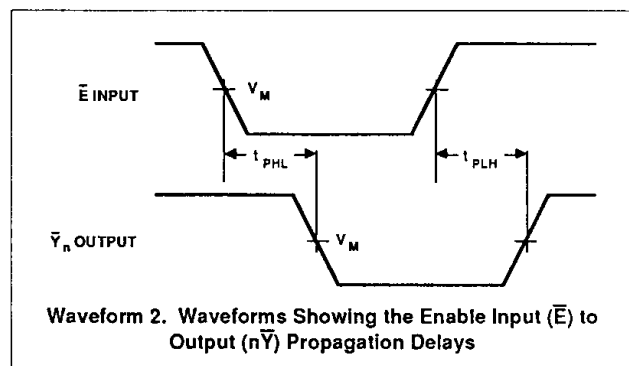 Ē INPUT
V_M
t_PHL
t_PLH
Ȳ_n OUTPUT
V_M
Waveform 2. Waveforms Showing the Enable Input (Ē) to
Output (nȲ) Propagation Delays